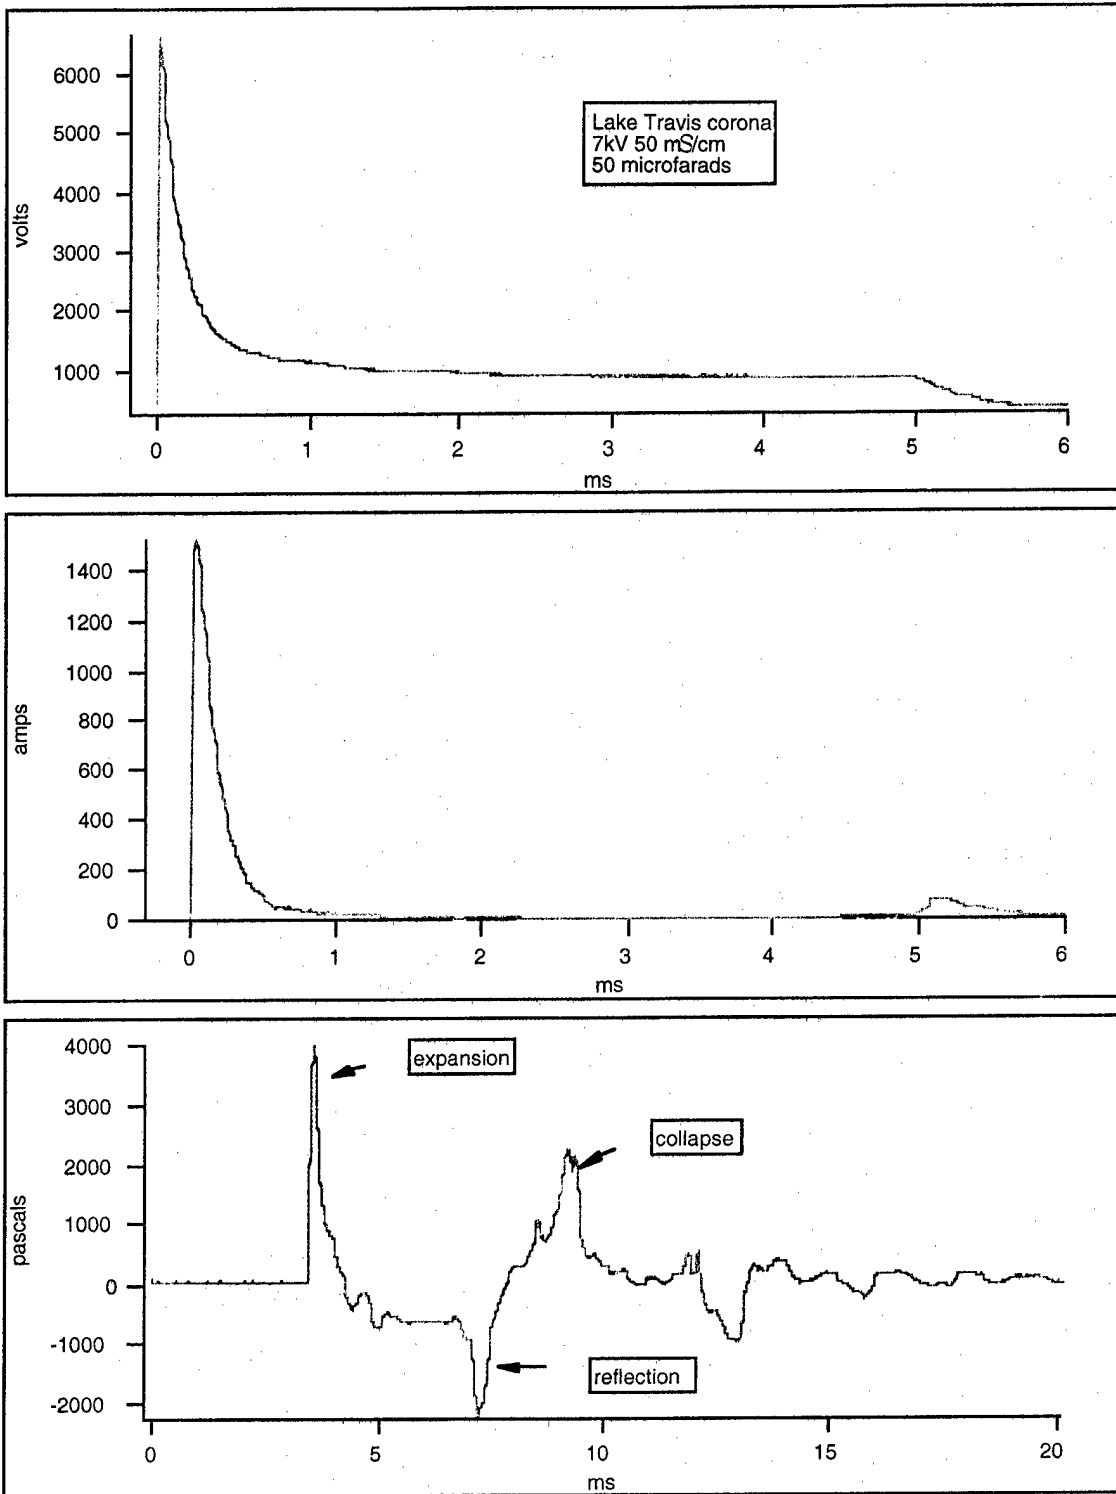 6000
5000
4000
3000
2000
1000
volts
Lake Travis corona
7kV 50 mS/cm
50 microfarads
0 1 2 3 4 5 6
ms
1400
1200
1000
800
600
400
200
0
amps
0 1 2 3 4 5 6
ms
4000
3000
2000
1000
0
-1000
-2000
pascals
expansion
collapse
reflection
0 5 10 15 20
ms